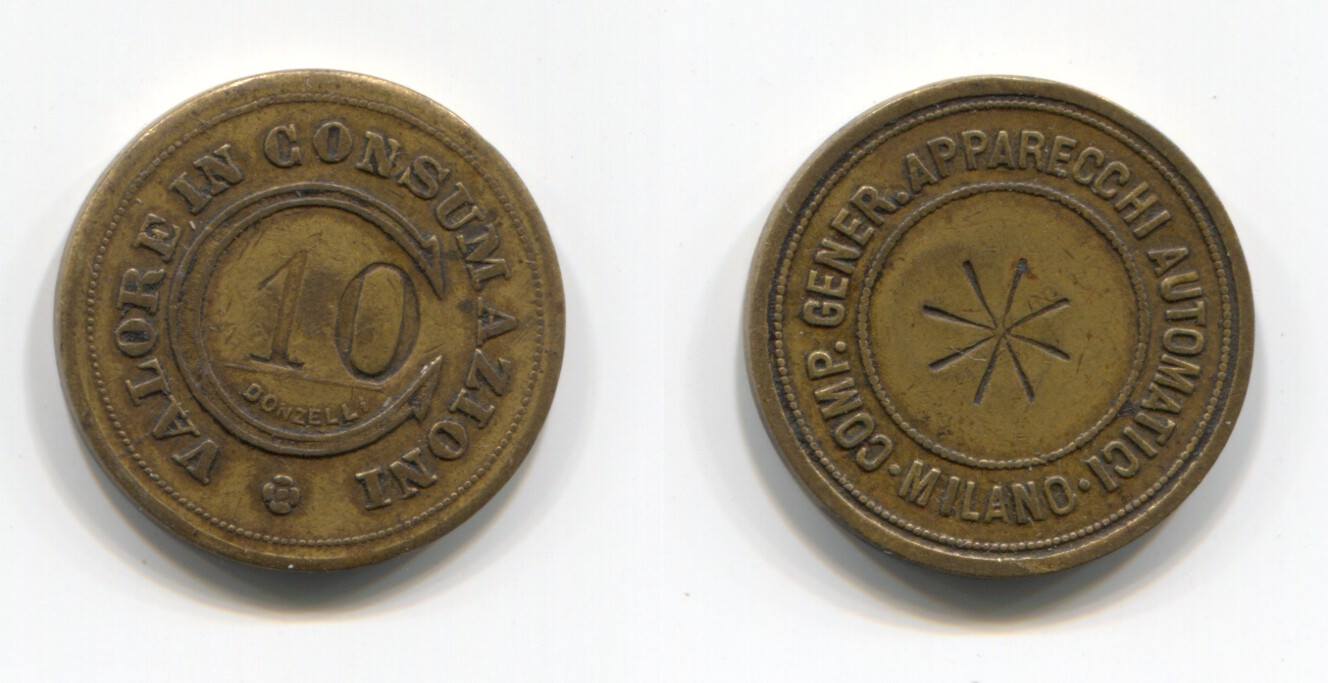 VALORE IN CONSUMAZIONI
10
DONZELLI
COMP. GENER. APPARECCHI AUTOMATICI ·
MILANO ·